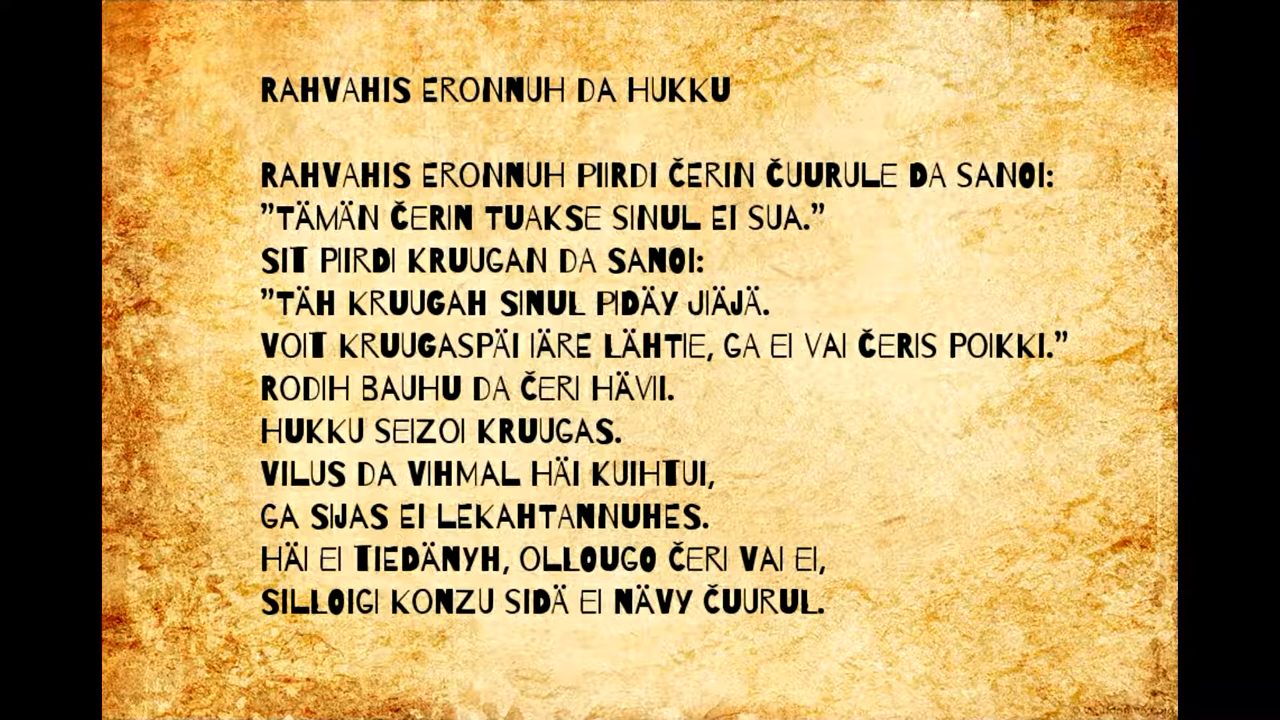 RAHVAHIS ERONNUH DA HUKKU
RAHVAHIS ERONNUH PIIRDI ČERIN ČUURULE DA SANOI:
"TÄMÄN ČERIN TUAKSE SINUL EI SUA."
SIT PIIRDI KRUUGAN DA SANOI:
"TÄH KRUUGAH SINUL PIDÄY JIÄJÄ.
VOIT KRUUGASPÄI IÄRE LÄHTIE, GA EI VAI ČERIS POIKKI."
RODIH BAUHU DA ČERI HÄVII.
HUKKU SEIZOI KRUUGAS.
VILUS DA VIHMAL HÄI KUIHTUI,
GA SIJAS EI LEKAHTANNUHES.
HÄI EI TIEDÄNYH, OLLOUGO ČERI VAI EI,
SILLOIGI KONZU SIDÄ EI NÄVY ČUURUL.